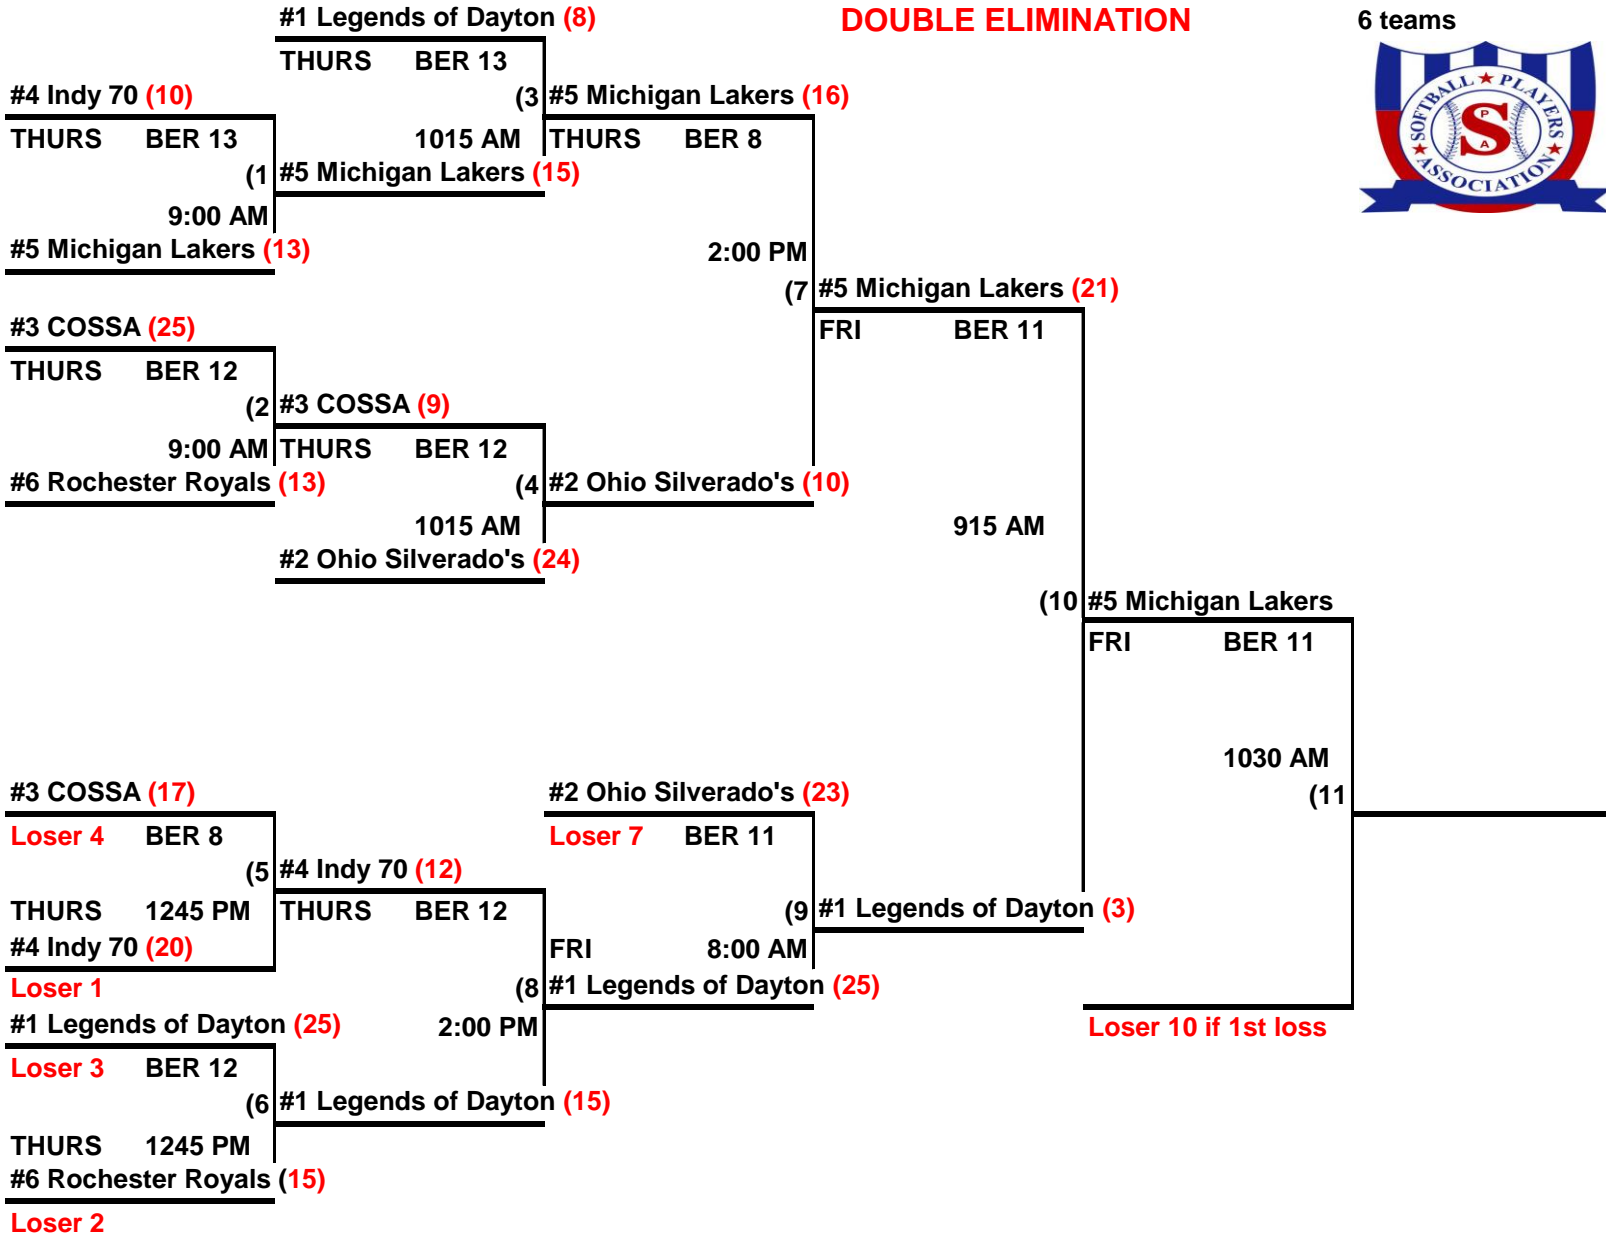 #1 Legends of Dayton (8)
DOUBLE ELIMINATION
6 teams
SOFTBALL ★ PLAYERS ★ ASSOCIATION ★
S
P
A
THURS BER 13
#4 Indy 70 (10)
(3 #5 Michigan Lakers (16)
THURS BER 13
1015 AM THURS BER 8
(1 #5 Michigan Lakers (15)
9:00 AM
#5 Michigan Lakers (13)
2:00 PM
(7 #5 Michigan Lakers (21)
#3 COSSA (25)
FRI BER 11
THURS BER 12
(2 #3 COSSA (9)
9:00 AM THURS BER 12
#6 Rochester Royals (13)
(4 #2 Ohio Silverado's (10)
1015 AM
915 AM
#2 Ohio Silverado's (24)
(10 #5 Michigan Lakers
FRI BER 11
1030 AM
#3 COSSA (17)
#2 Ohio Silverado's (23)
(11
Loser 4 BER 8
Loser 7 BER 11
(5 #4 Indy 70 (12)
THURS 1245 PM THURS BER 12
(9 #1 Legends of Dayton (3)
#4 Indy 70 (20)
FRI 8:00 AM
Loser 1
(8 #1 Legends of Dayton (25)
#1 Legends of Dayton (25)
2:00 PM
Loser 10 if 1st loss
Loser 3 BER 12
(6 #1 Legends of Dayton (15)
THURS 1245 PM
#6 Rochester Royals (15)
Loser 2